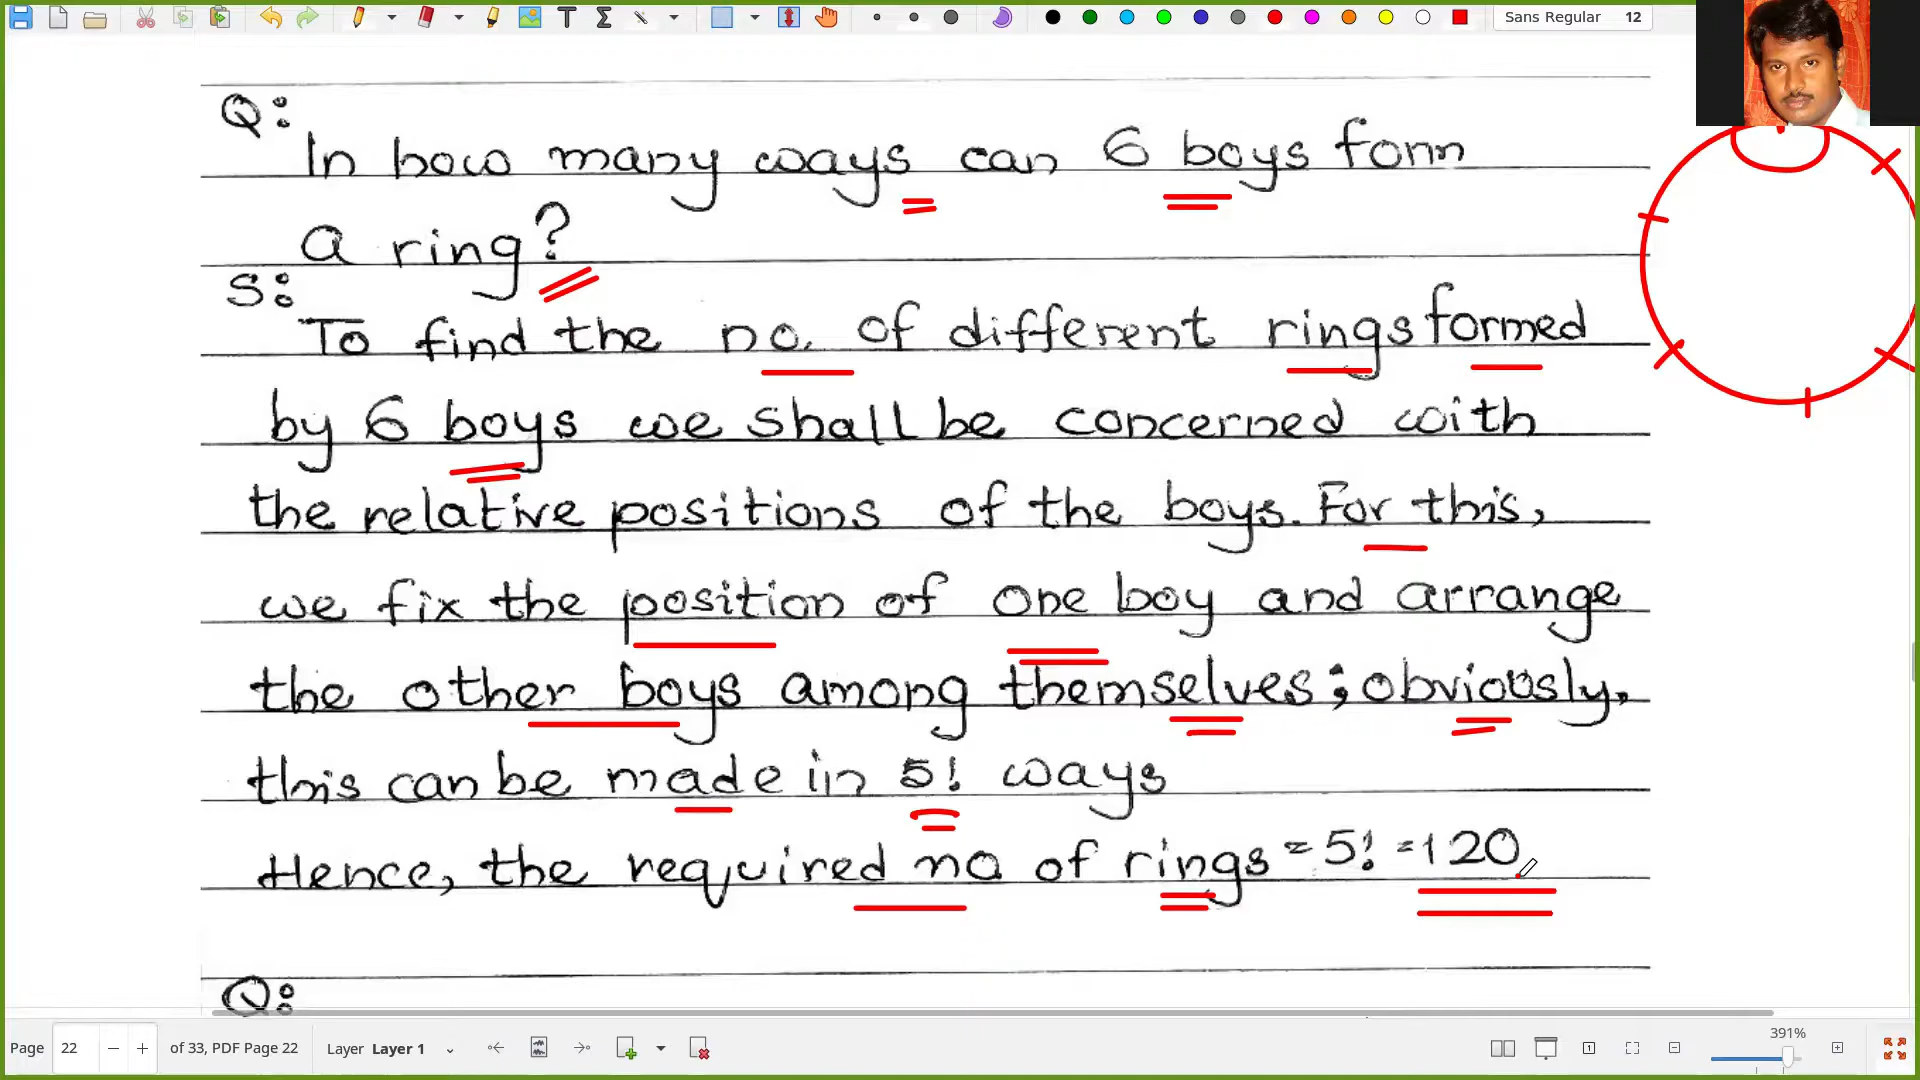 Sans Regular 12
Q:
In how many ways can 6 boys form
a ring?
S:
To find the no. of different rings formed
by 6 boys we shall be concerned with
the relative positions of the boys. For this,
we fix the position of one boy and arrange
the other boys among themselves; obviously,
this can be made in 5! ways
Hence, the required no of rings = 5! = 120.
Q:
391%
Page 22 of 33, PDF Page 22 Layer Layer 1